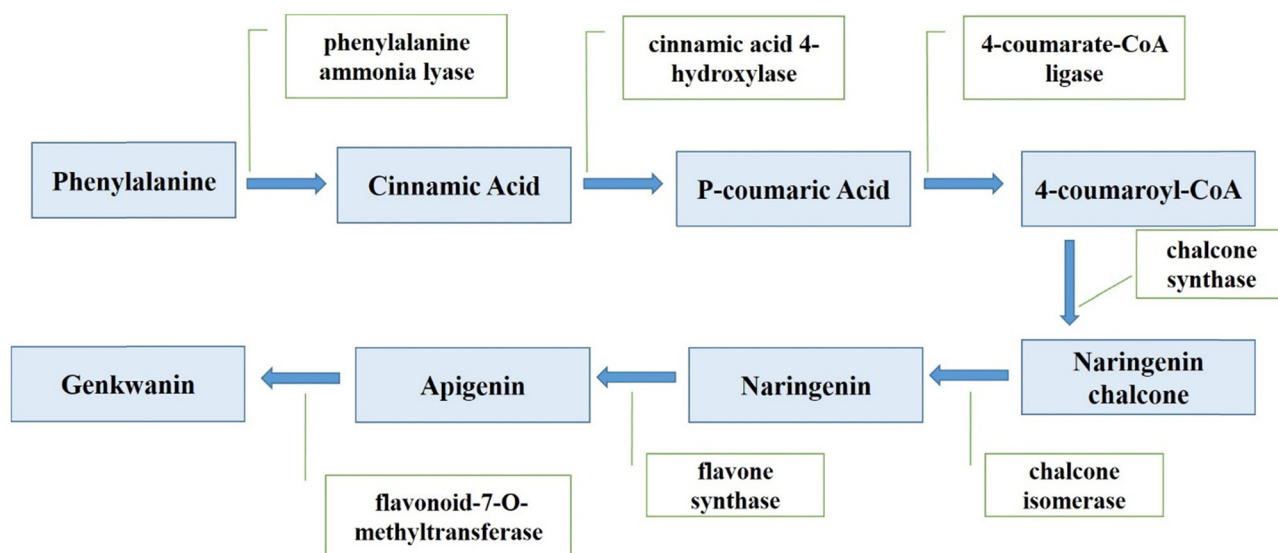 phenylalanine
ammonia lyase
cinnamic acid 4-
hydroxylase
4-coumarate-CoA
ligase
Phenylalanine
Cinnamic Acid
P-coumaric Acid
4-coumaroyl-CoA
chalcone
synthase
Genkwanin
Apigenin
Naringenin
Naringenin
chalcone
flavonoid-7-O-
methyltransferase
flavone
synthase
chalcone
isomerase